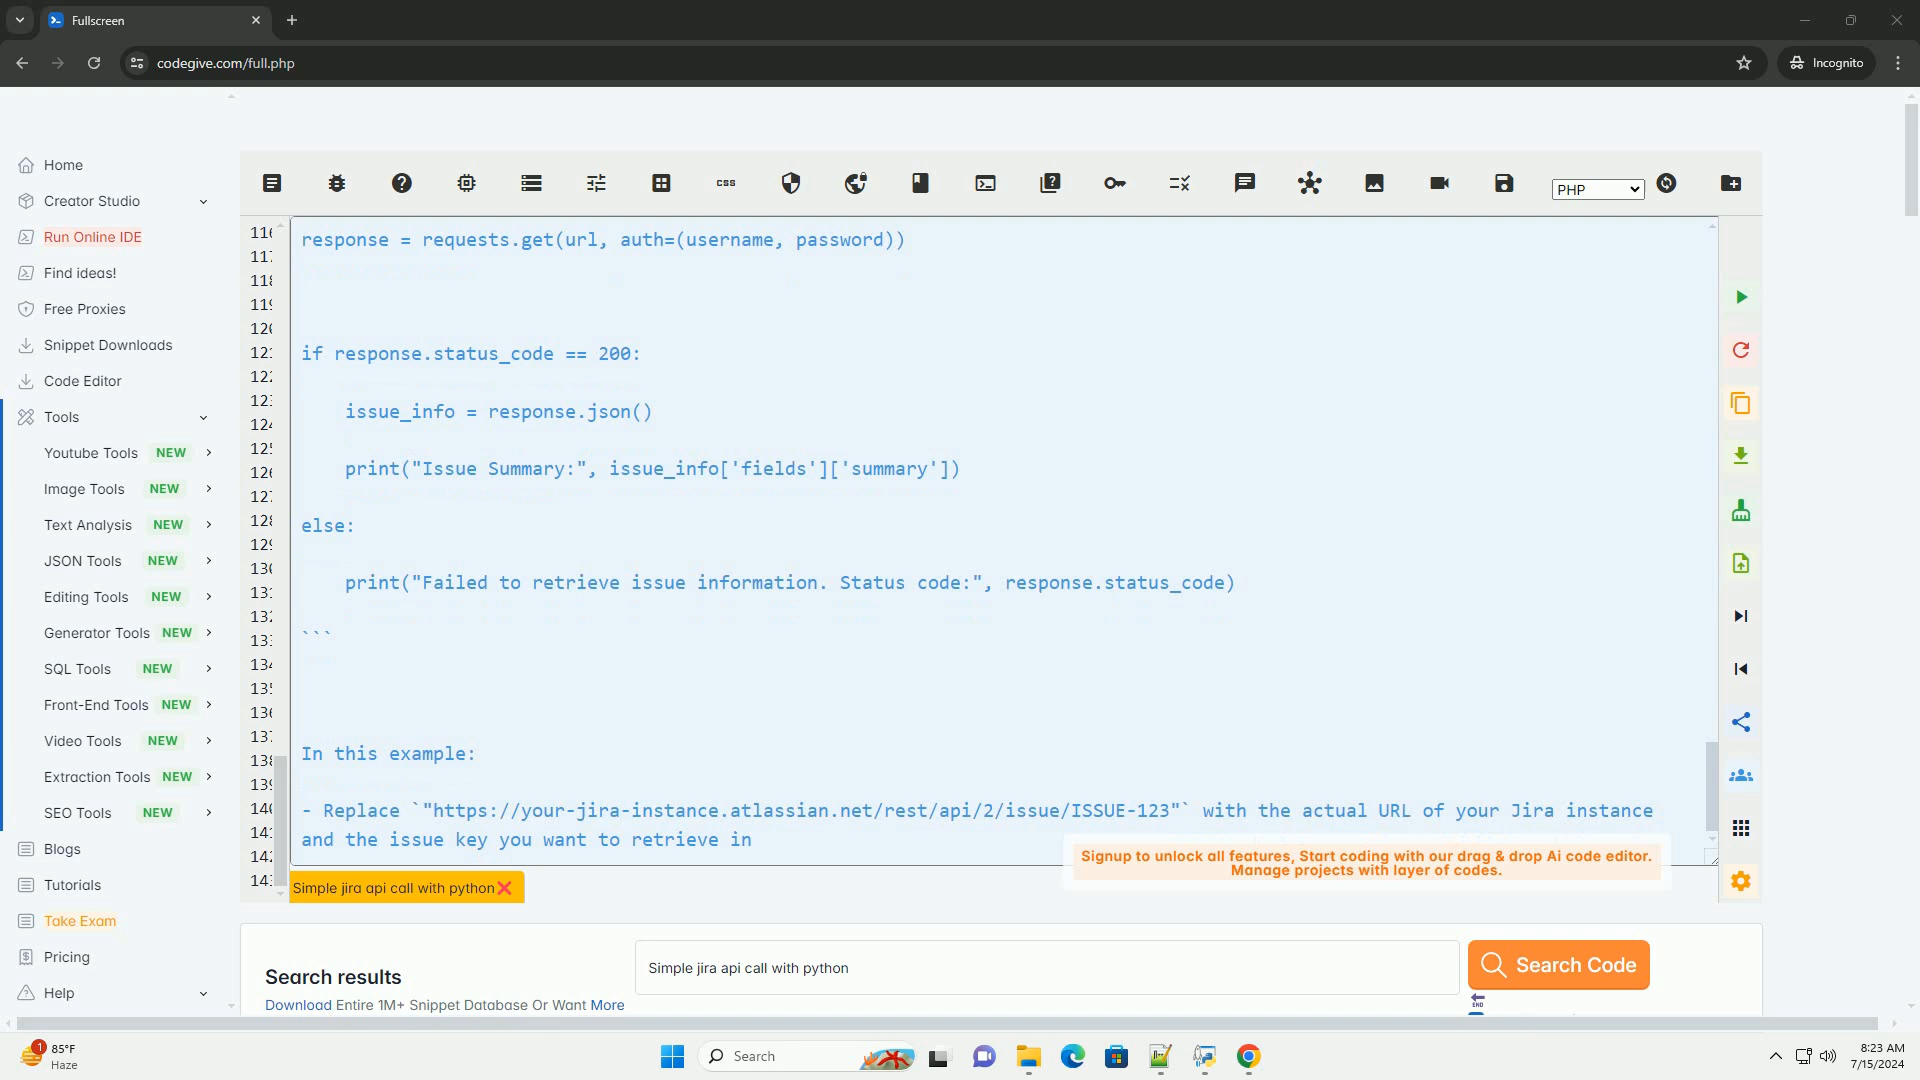 Fullscreen
codegive.com/full.php
Incognito
Home
Creator Studio
Run Online IDE
Find ideas!
Free Proxies
Snippet Downloads
Code Editor
Tools
Youtube Tools NEW
Image Tools NEW
Text Analysis NEW
JSON Tools NEW
Editing Tools NEW
Generator Tools NEW
SQL Tools NEW
Front-End Tools NEW
Video Tools NEW
Extraction Tools NEW
SEO Tools NEW
Blogs
Tutorials
Take Exam
Pricing
Help
css
PHP
response = requests.get(url, auth=(username, password))
if response.status_code == 200:
issue_info = response.json()
print("Issue Summary:", issue_info['fields']['summary'])
else:
print("Failed to retrieve issue information. Status code:", response.status_code)
```
In this example:
- Replace `"https://your-jira-instance.atlassian.net/rest/api/2/issue/ISSUE-123"` with the actual URL of your Jira instance
and the issue key you want to retrieve in
Signup to unlock all features, Start coding with our drag & drop Ai code editor.
Manage projects with layer of codes.
Simple jira api call with python
Search results
Download Entire 1M+ Snippet Database Or Want More
Simple jira api call with python
Search Code
END
1
85°F
Haze
Search
8:23 AM
7/15/2024